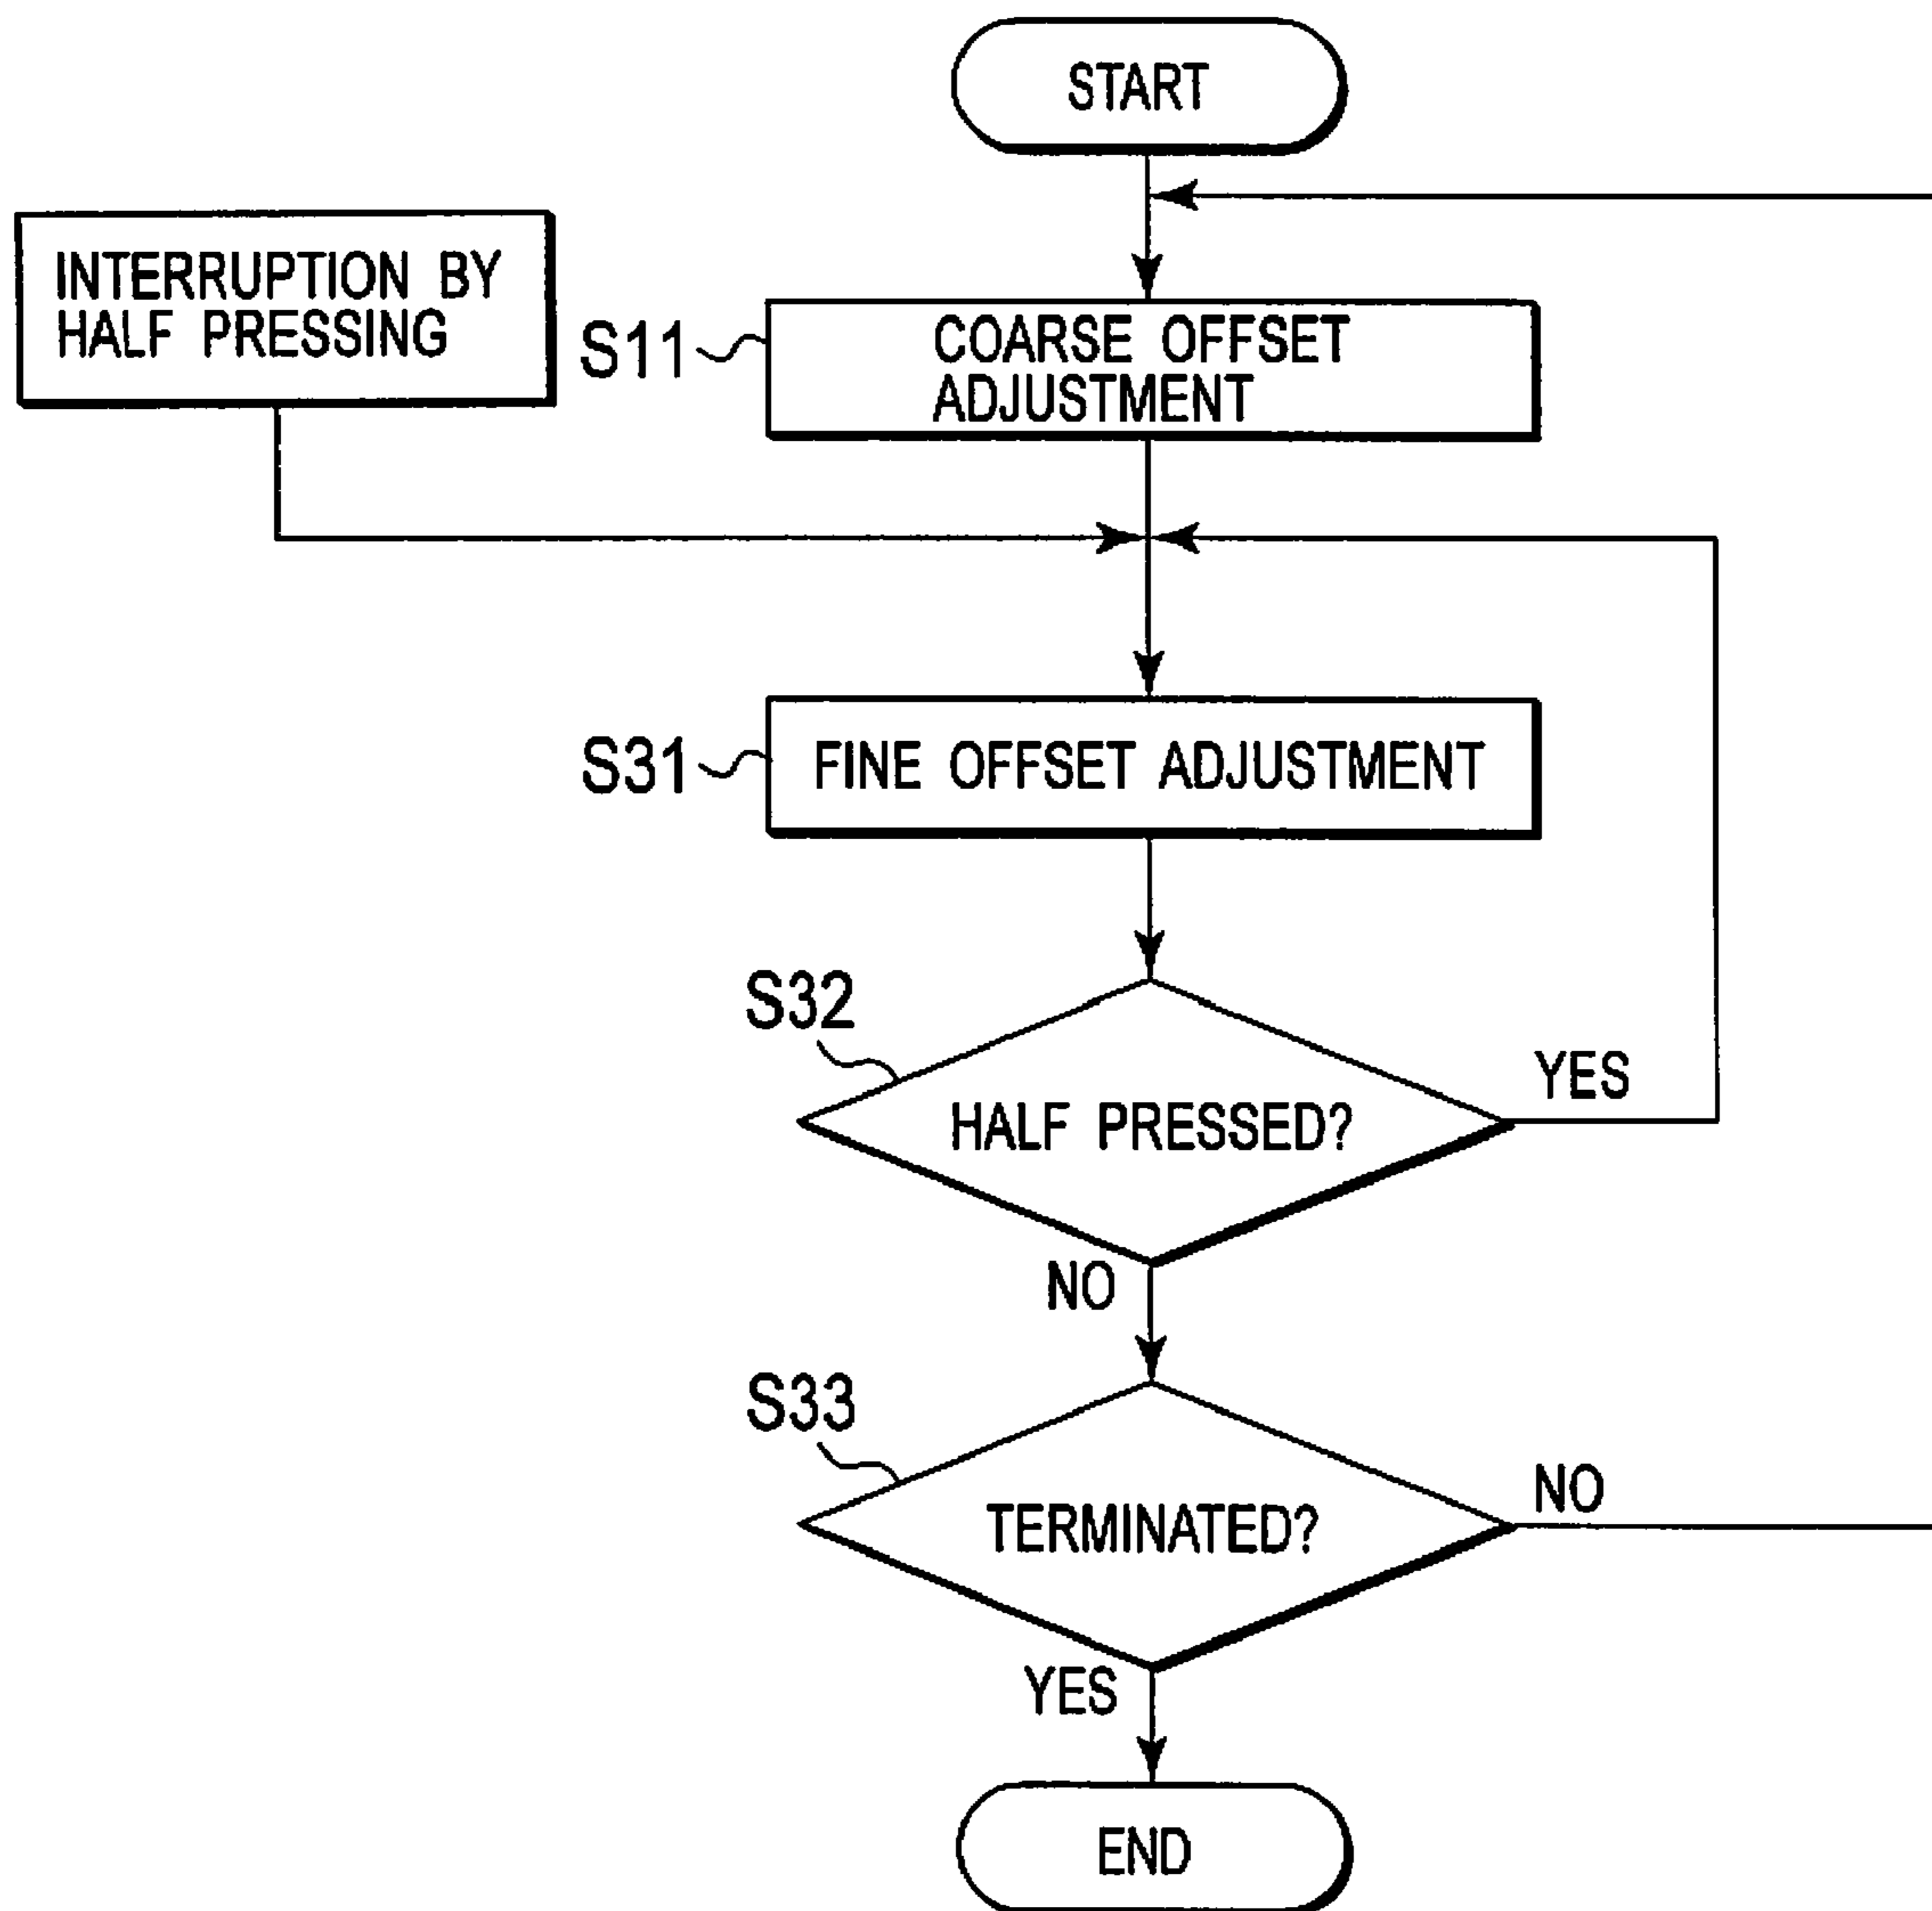 START
INTERRUPTION BY
HALF PRESSING
S11
COARSE OFFSET
ADJUSTMENT
S31
FINE OFFSET ADJUSTMENT
S32
HALF PRESSED?
YES
NO
S33
TERMINATED?
NO
YES
END